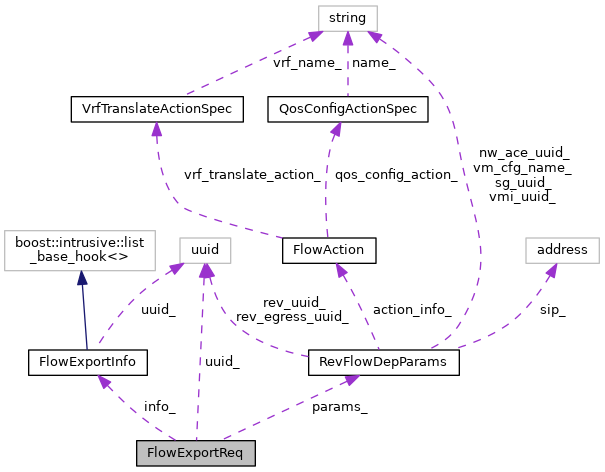 string
vrf_name_
name_
VrfTranslateActionSpec
QosConfigActionSpec
nw_ace_uuid_
vm_cfg_name_
sg_uuid_
vmi_uuid_
vrf_translate_action_
qos_config_action_
boost::intrusive::list
_base_hook<>
uuid
FlowAction
address
uuid_
rev_uuid_
rev_egress_uuid_
action_info_
sip_
FlowExportInfo
uuid_
RevFlowDepParams
info_
params_
FlowExportReq